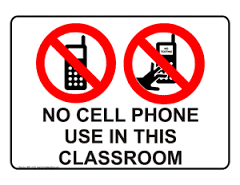 NO CELL PHONE
USE IN THIS
CLASSROOM